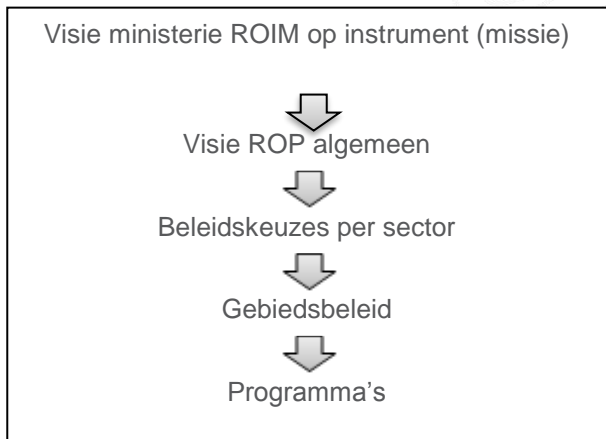 Visie ministerie ROIM op instrument (missie)
Visie ROP algemeen
Beleidskeuzes per sector
Gebiedsbeleid
Programma's